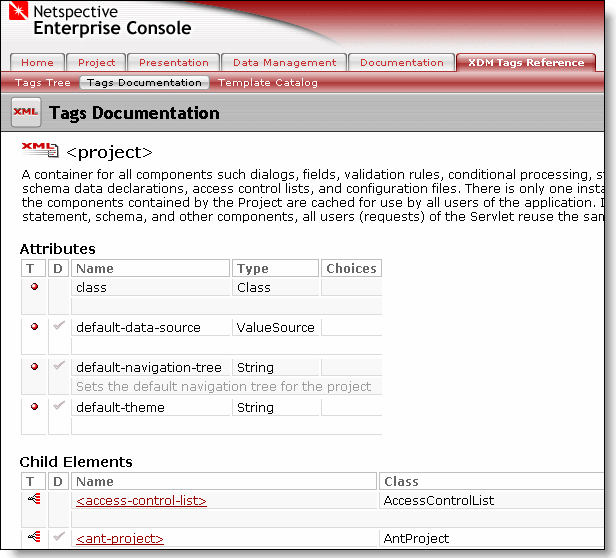 Netspective
Enterprise Console
Home Project Presentation Data Management Documentation XDM Tags Reference
Tags Tree Tags Documentation Template Catalog
XML Tags Documentation
XML <project>
A container for all components such dialogs, fields, validation rules, conditional processing, s
schema data declarations, access control lists, and configuration files. There is only one insta
the components contained by the Project are cached for use by all users of the application. I
statement, schema, and other components, all users (requests) of the Servlet reuse the sam
Attributes
T D Name Type Choices
class Class
default-data-source ValueSource
default-navigation-tree String
Sets the default navigation tree for the project
default-theme String
Child Elements
T D Name Class
<access-control-list> AccessControlList
<ant-project> AntProject